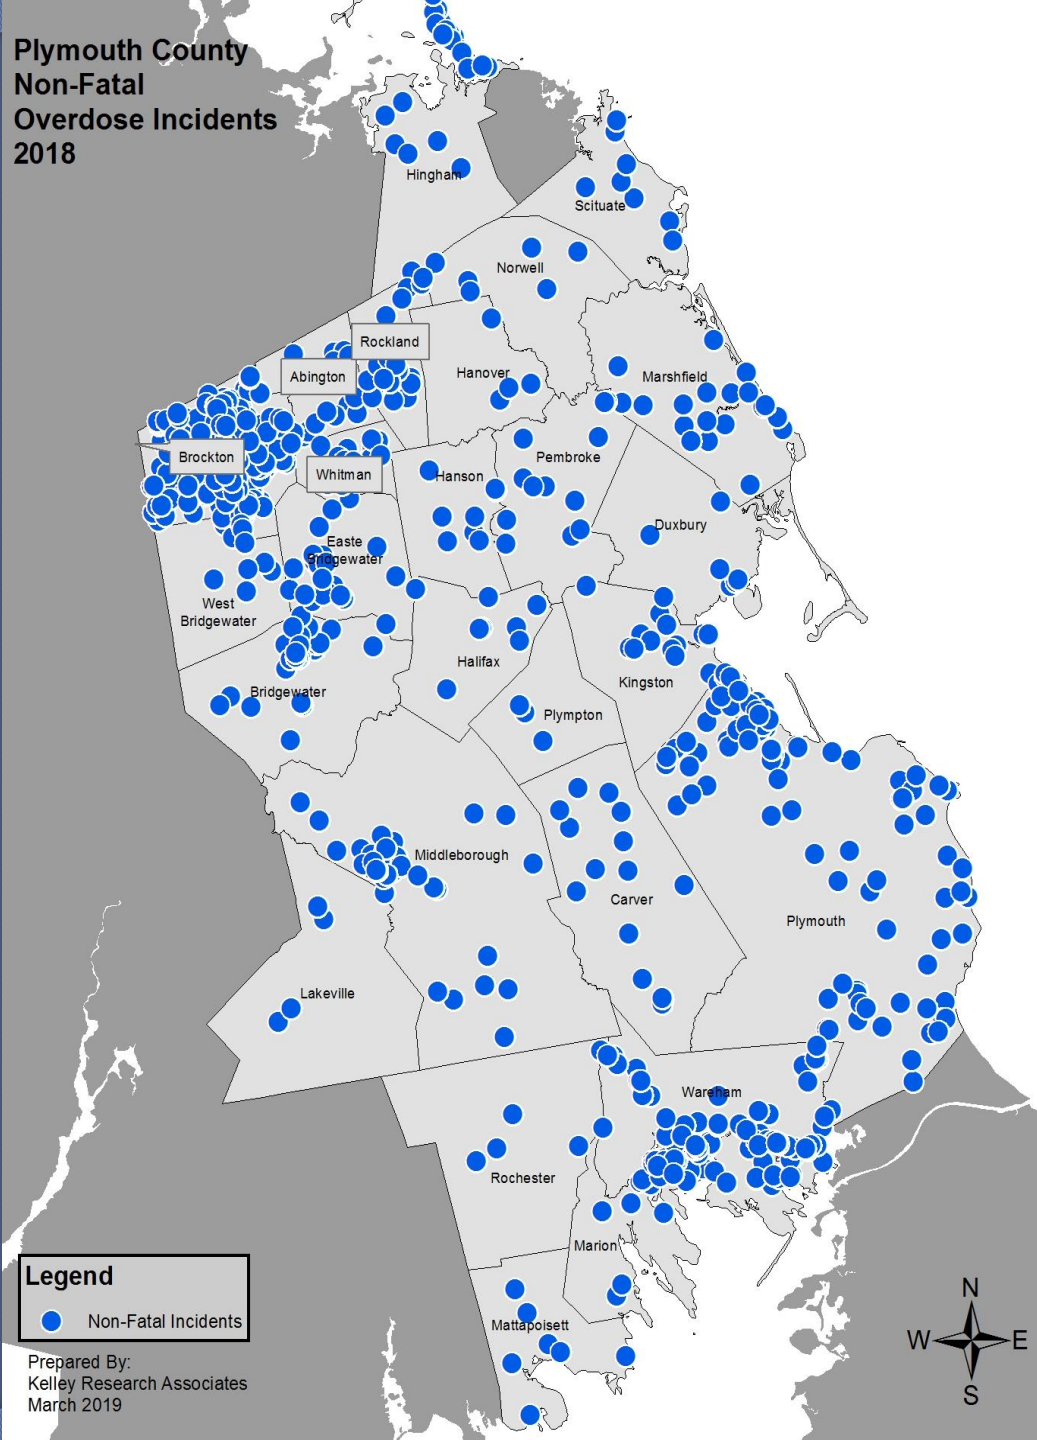 Plymouth County
Non-Fatal
Overdose Incidents
2018
Hingham
Scituate
Norwell
Rockland
Hanover
Marshfield
Abington
Brockton
Whitman
Hanson
Pembroke
Duxbury
Easte
Bridgewater
West
Bridgewater
Halifax
Kingston
Bridgewater
Plympton
Middleborough
Carver
Plymouth
Lakeville
Wareham
Rochester
Marion
Mattapoisett
Legend
Non-Fatal Incidents
Prepared By:
Kelley Research Associates
March 2019
N
W
E
S